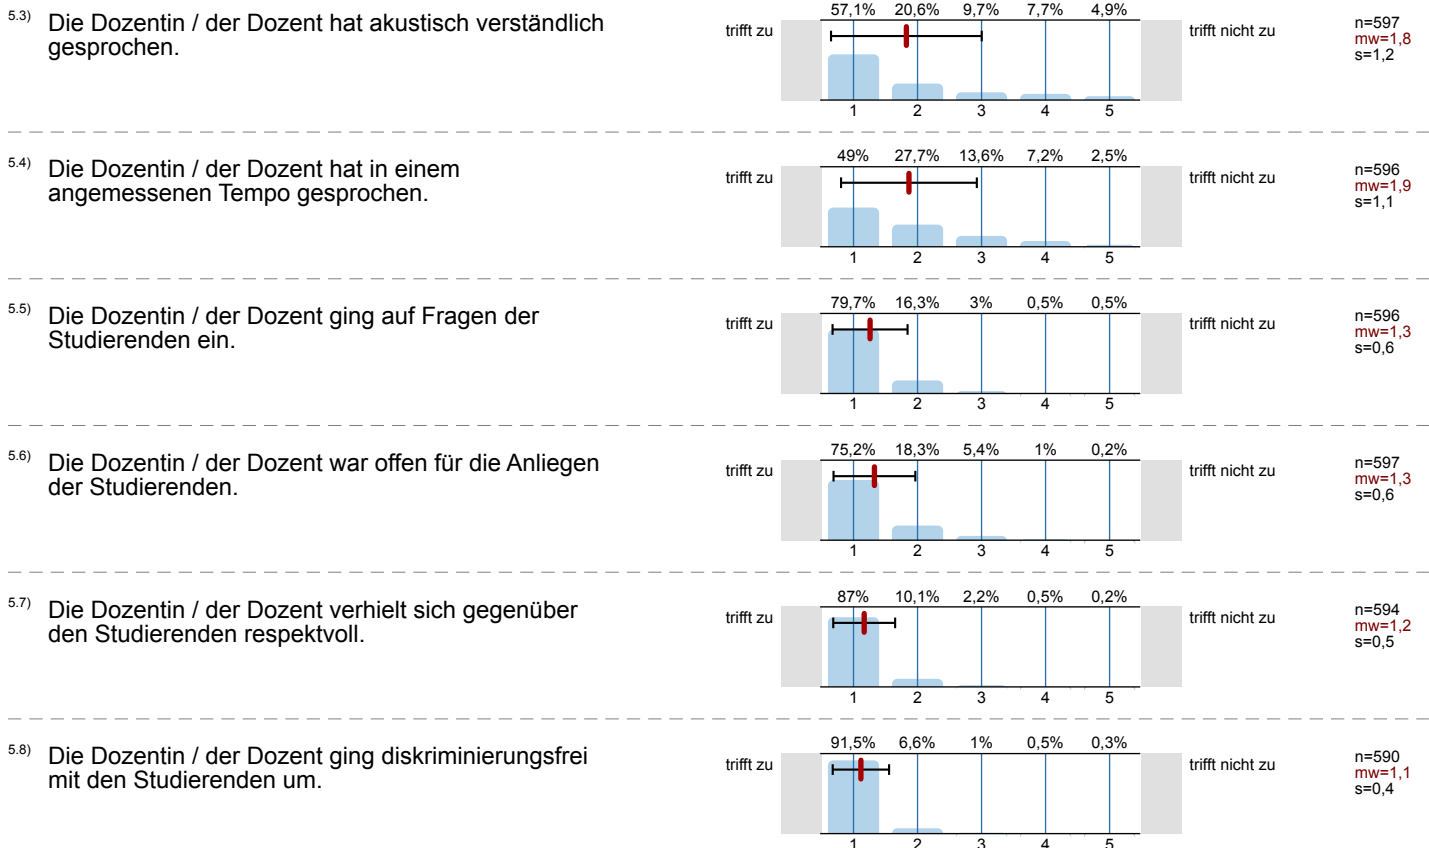 5.3) Die Dozentin / der Dozent hat akustisch verständlich
gesprochen.
57,1% 20,6% 9,7% 7,7% 4,9%
trifft zu
trifft nicht zu
1 2 3 4 5
n=597
mw=1,8
s=1,2
5.4) Die Dozentin / der Dozent hat in einem
angemessenen Tempo gesprochen.
49% 27,7% 13,6% 7,2% 2,5%
trifft zu
trifft nicht zu
1 2 3 4 5
n=596
mw=1,9
s=1,1
5.5) Die Dozentin / der Dozent ging auf Fragen der
Studierenden ein.
79,7% 16,3% 3% 0,5% 0,5%
trifft zu
trifft nicht zu
1 2 3 4 5
n=596
mw=1,3
s=0,6
5.6) Die Dozentin / der Dozent war offen für die Anliegen
der Studierenden.
75,2% 18,3% 5,4% 1% 0,2%
trifft zu
trifft nicht zu
1 2 3 4 5
n=597
mw=1,3
s=0,6
5.7) Die Dozentin / der Dozent verhielt sich gegenüber
den Studierenden respektvoll.
87% 10,1% 2,2% 0,5% 0,2%
trifft zu
trifft nicht zu
1 2 3 4 5
n=594
mw=1,2
s=0,5
5.8) Die Dozentin / der Dozent ging diskriminierungsfrei
mit den Studierenden um.
91,5% 6,6% 1% 0,5% 0,3%
trifft zu
trifft nicht zu
1 2 3 4 5
n=590
mw=1,1
s=0,4